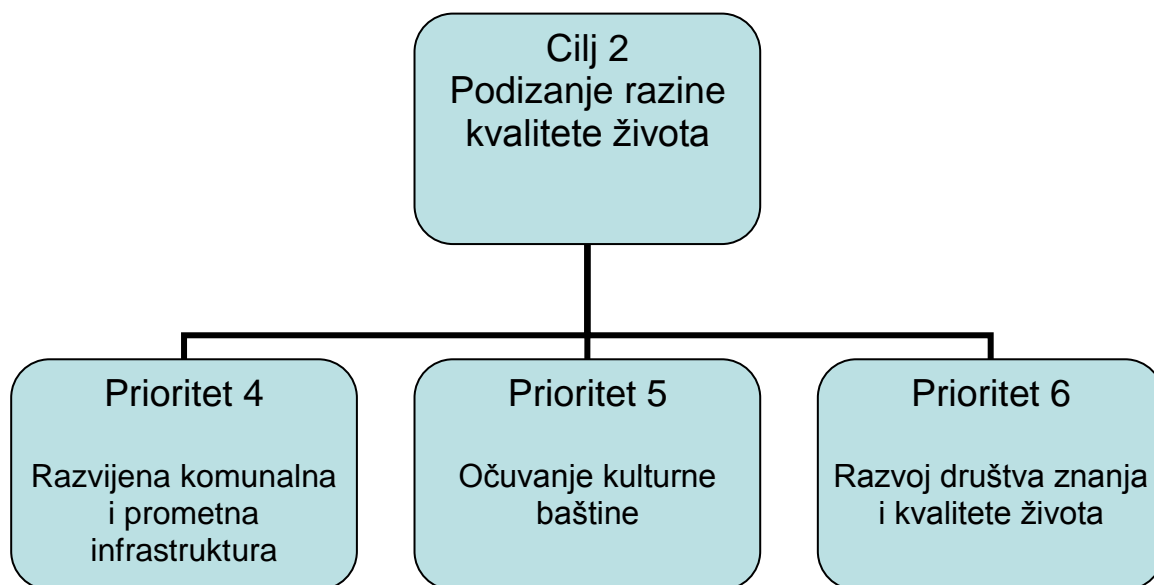 Cilj 2
Podizanje razine
kvalitete života
Prioritet 4
Razvijena komunalna
i prometna
infrastruktura
Prioritet 5
Očuvanje kulturne
baštine
Prioritet 6
Razvoj društva znanja
i kvalitete života